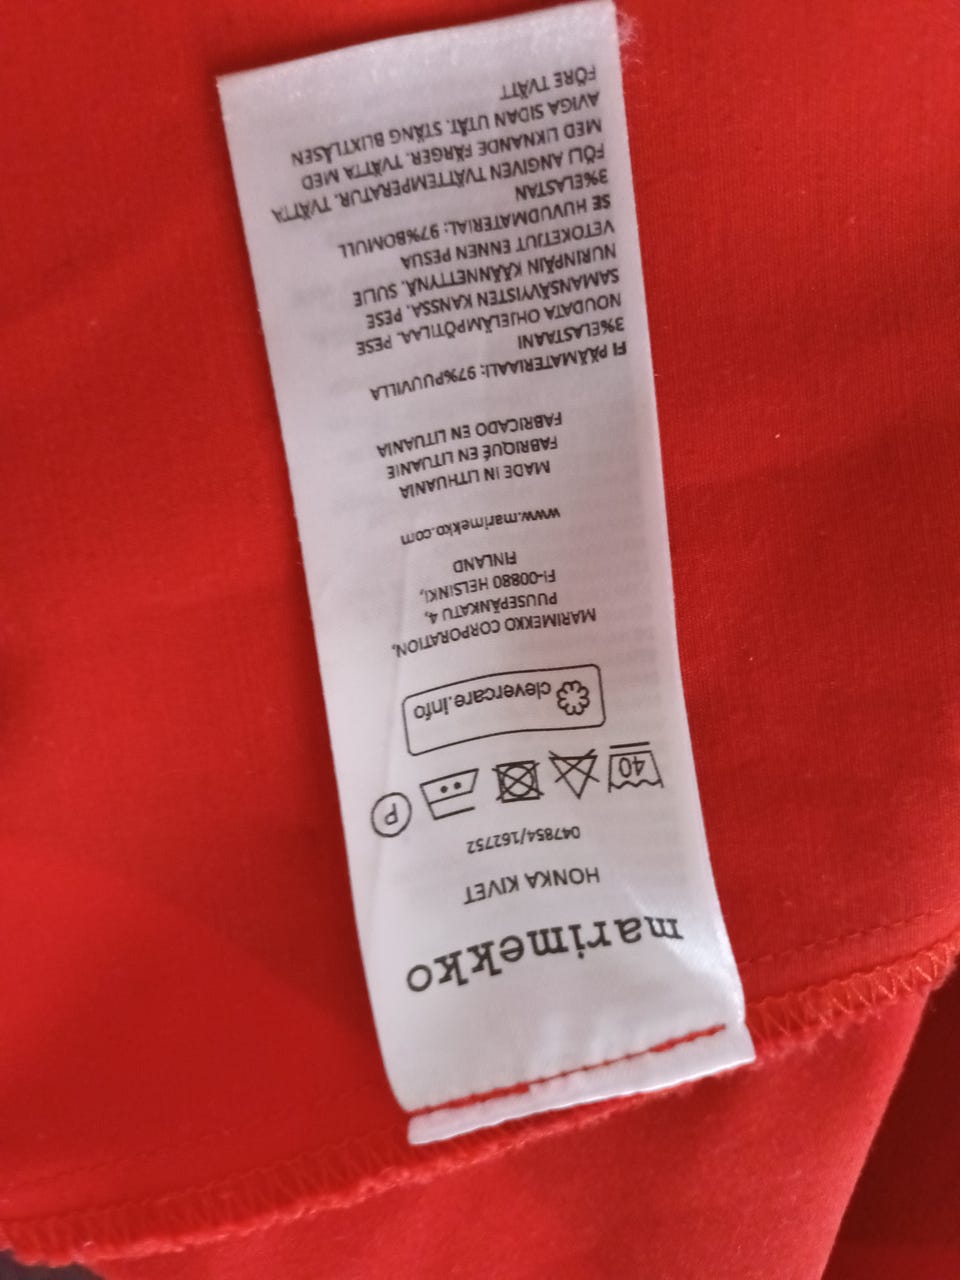 marimekko
HONKA KIVET
047854/162752
40
P
clevercare.info
MARIMEKKO CORPORATION,
PUUSEPÄNKATU 4,
FI-00880 HELSINKI,
FINLAND
www.marimekko.com
MADE IN LITHUANIA
FABRIQUÉ EN LITUANIE
FABRICADO EN LITUANIA
FI PÄÄMATERIAALI: 97%PUUVILLA
3%ELASTAANI
NOUDATA OHJELÄMPÖTILAA. PESE
SAMANSÄVYISTEN KANSSA. PESE
NURINPÄIN KÄÄNNETTYNÄ. SULJE
VETOKETJUT ENNEN PESUA
SE HUVUDMATERIAL: 97%BOMULL
3%ELASTAN
FÖLJ ANGIVEN TVÄTTEMPERATUR. TVÄTTA
MED LIKNANDE FÄRGER. TVÄTTA MED
AVIGA SIDAN UTÅT. STÄNG BLIXTLÅSEN
FÖRE TVÄTT